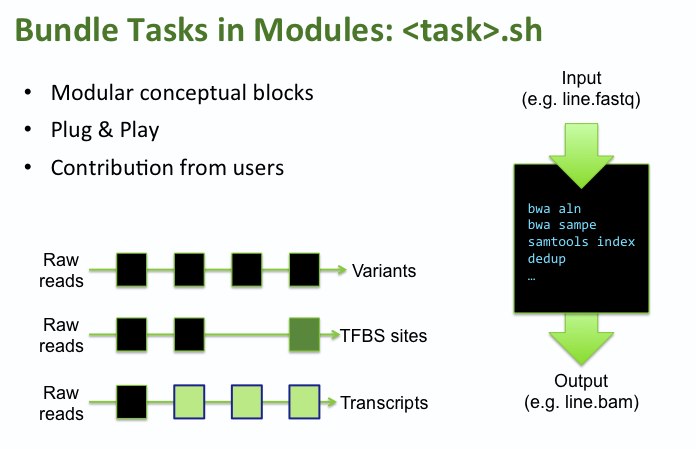 Bundle Tasks in Modules: <task>.sh
• Modular conceptual blocks
• Plug & Play
• Contribution from users
Input
(e.g. line.fastq)
bwa aln
bwa sampe
samtools index
dedup
…
Output
(e.g. line.bam)
Raw
reads
Variants
Raw
reads
TFBS sites
Raw
reads
Transcripts